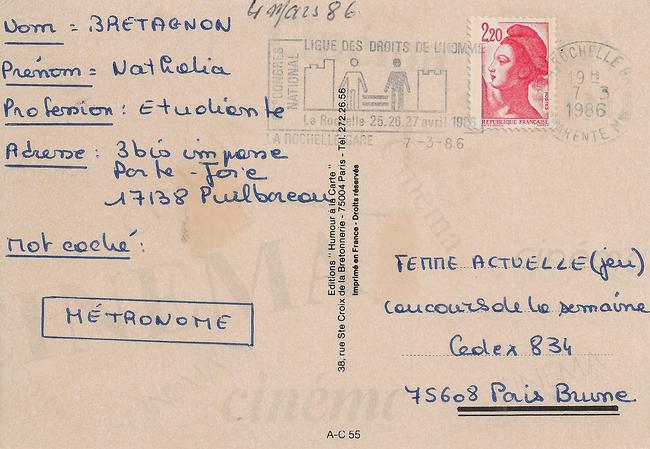 4 mars 86
Nom = BRETAGNON
Prénom = Nathalia
Profession : Etudiante
Adresse : 3bis impasse
Porte - Joie
17138 Puilboreau
Mot caché :
MÉTRONOME
CONGRES
NATIONAL
LIGUE DES DROITS DE L'HOMME
La Rochelle 25.26.27 avril 1986
LA ROCHELLE GARE 7-3-86
2,20
POSTES
REPUBLIQUE FRANÇAISE
LA ROCHELLE
19 H
7 - 3
1986
Editions "Humour à la Carte"
38, rue Ste Croix de la Bretonnerie - 75004 Paris - Tél. 272.26.56
Imprimé en France - Droits réservés
FEMME ACTUELLE (jeu)
concours de la semaine
Cedex 834
75608 Paris Brune
cinéma
A-C 55